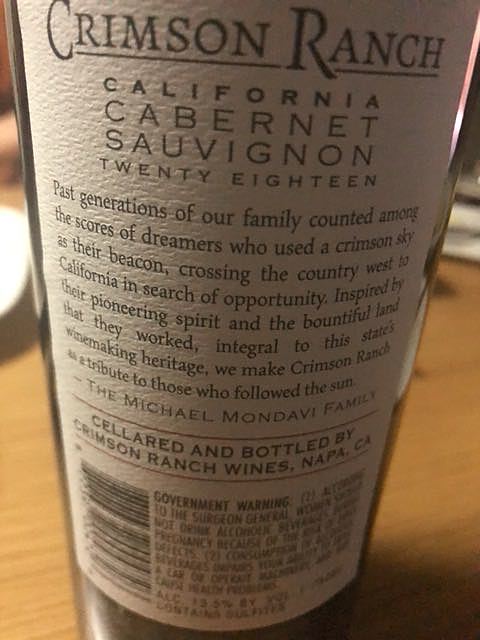 CRIMSON RANCH
CALIFORNIA
CABERNET
SAUVIGNON
TWENTY EIGHTEEN
Past generations of our family counted among
the scores of dreamers who used a crimson sky
as their beacon, crossing the country west to
California in search of opportunity. Inspired by
their pioneering spirit and the bountiful land
that they worked, integral to this state's
winemaking heritage, we make Crimson Ranch
as a tribute to those who followed the sun.
- THE MICHAEL MONDAVI FAMILY
CELLARED AND BOTTLED BY
CRIMSON RANCH WINES, NAPA, CA
GOVERNMENT WARNING: (1) ACCORDING
TO THE SURGEON GENERAL, WOMEN SHOULD
NOT DRINK ALCOHOLIC BEVERAGES DURING
PREGNANCY BECAUSE OF THE RISK OF BIRTH
DEFECTS. (2) CONSUMPTION OF ALCOHOLIC
BEVERAGES IMPAIRS YOUR ABILITY TO DRIVE
A CAR OR OPERATE MACHINERY, AND MAY
CAUSE HEALTH PROBLEMS.
ALC. 13.5% BY VOL.
CONTAINS SULFITES